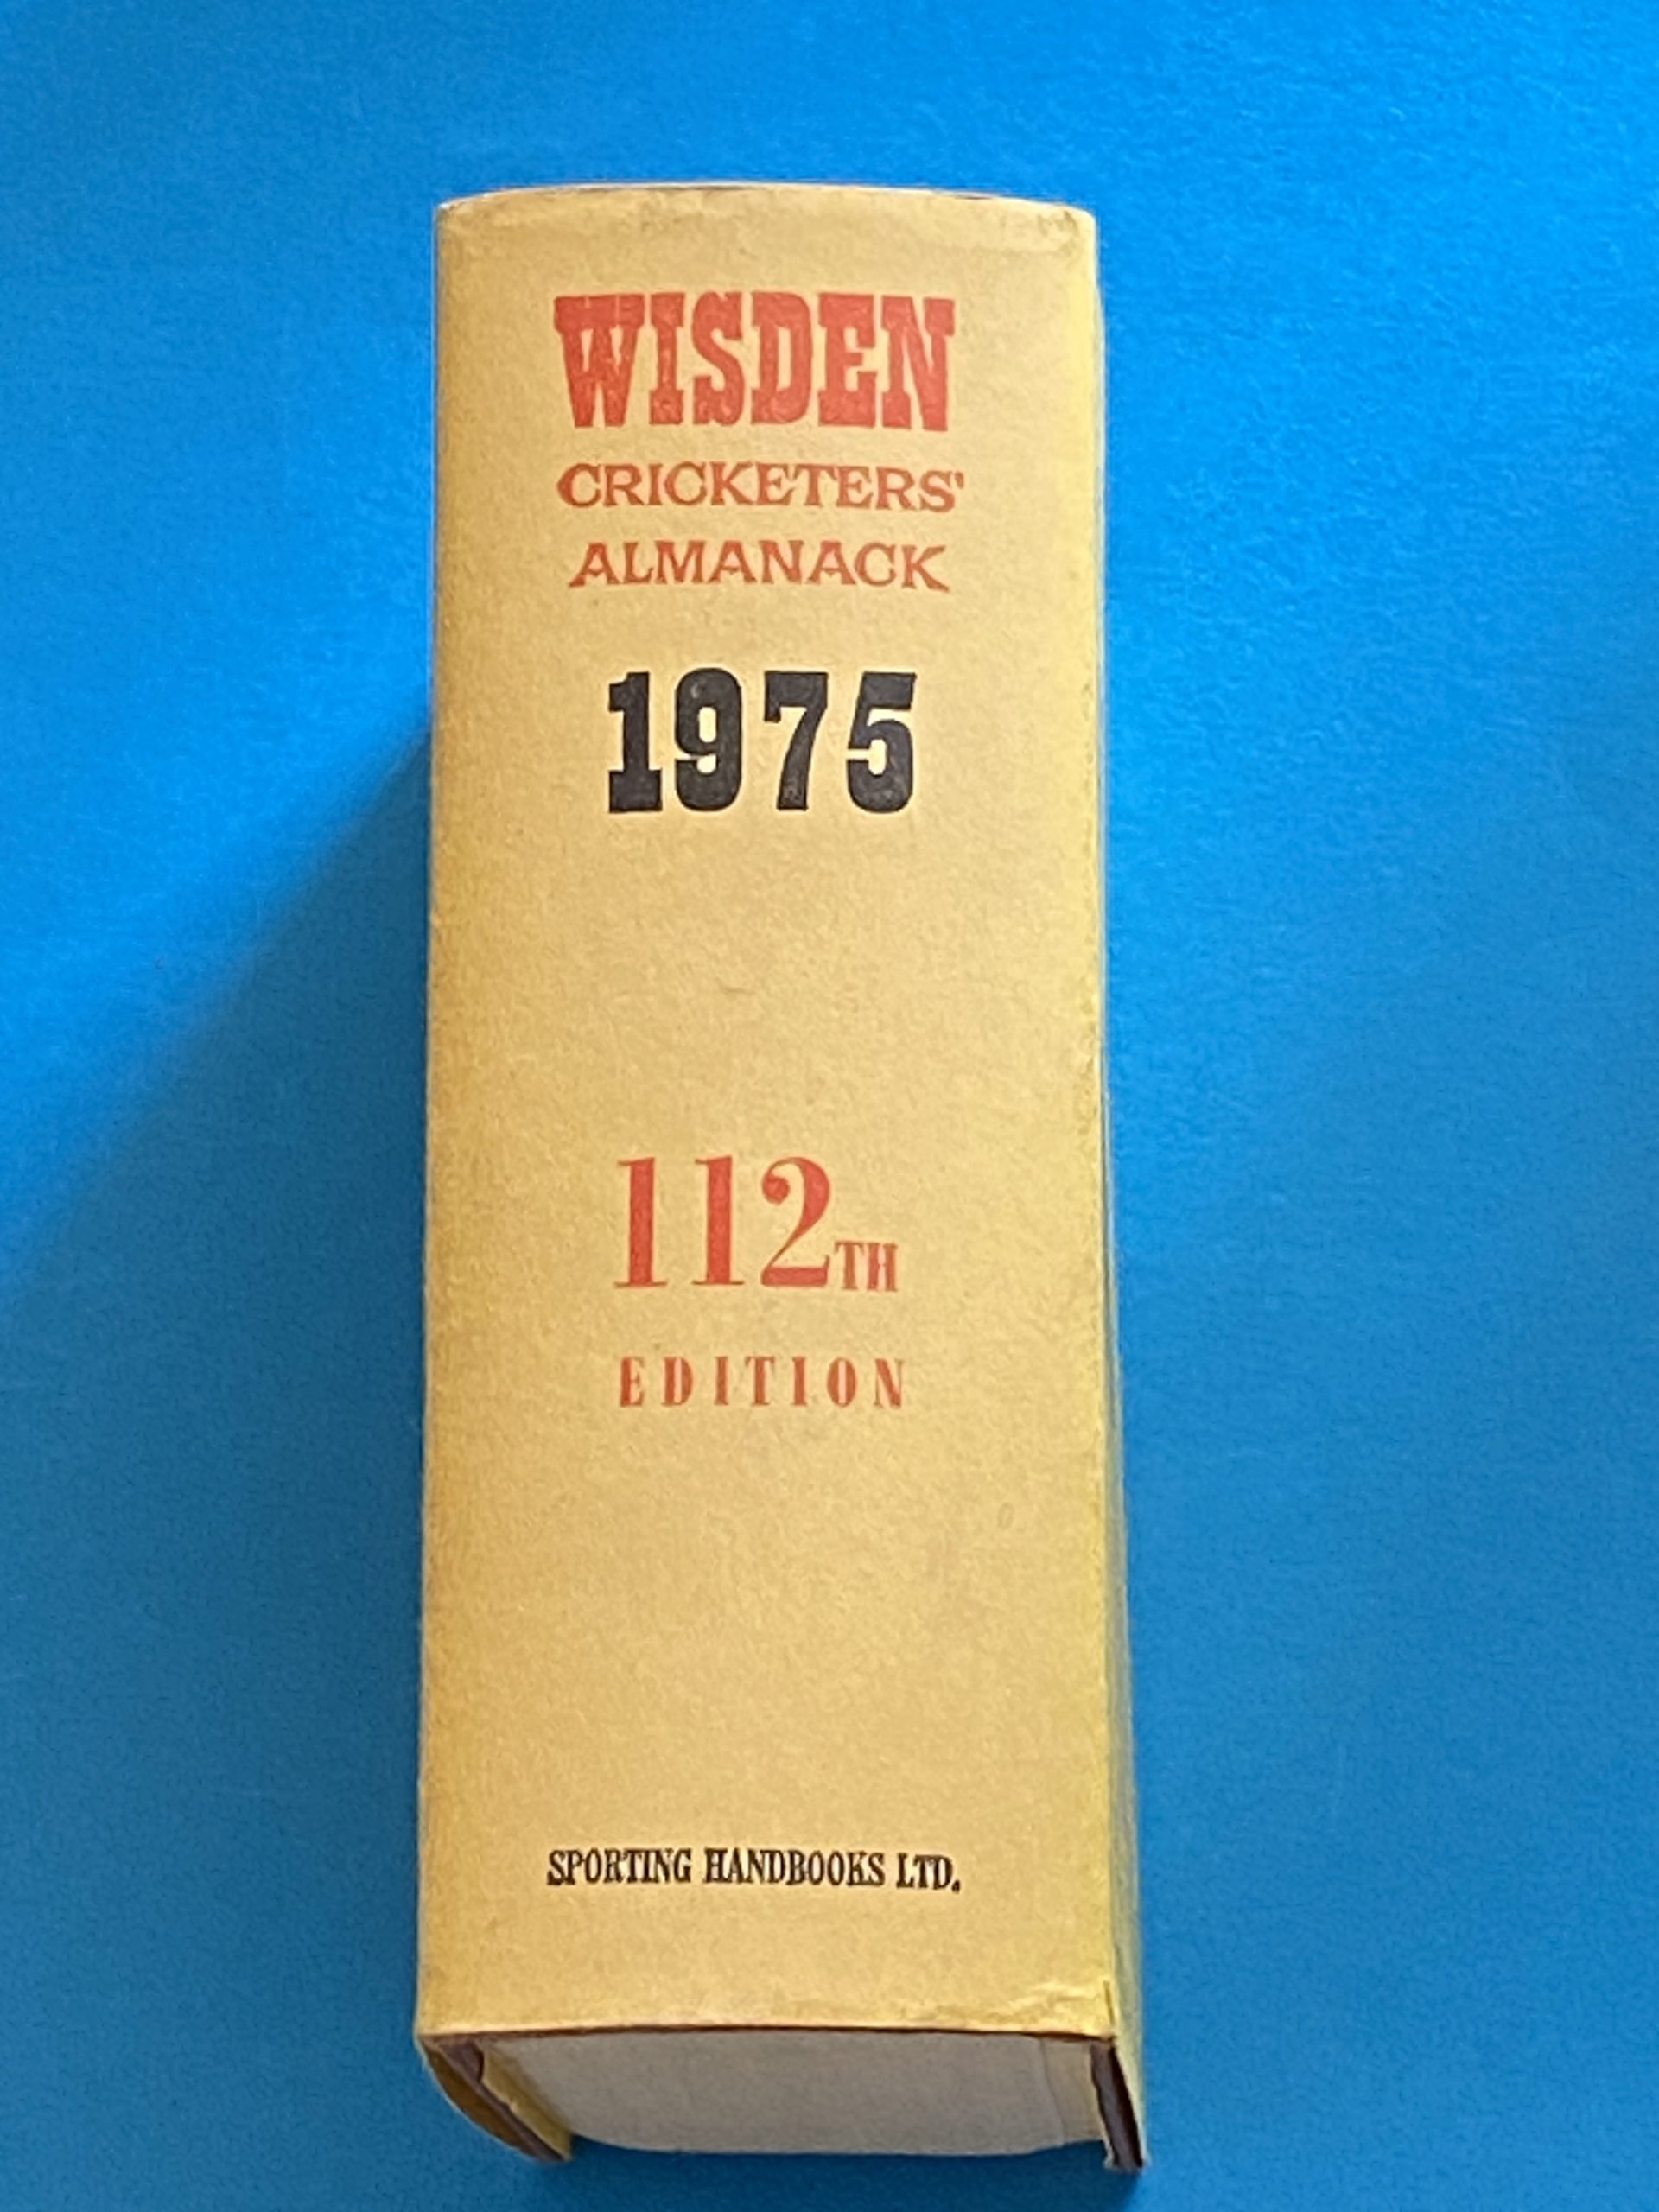 WISDEN
CRICKETERS'
ALMANACK
1975
112TH
EDITION
SPORTING HANDBOOKS LTD.